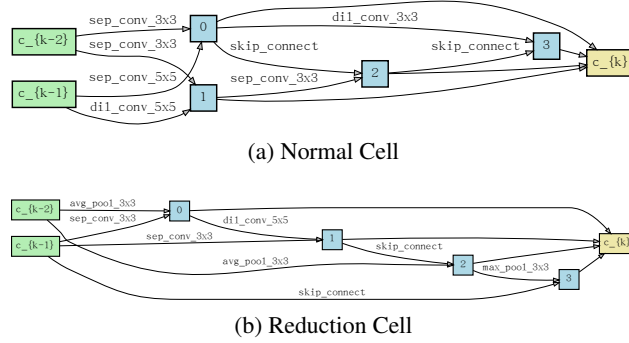 sep_conv_3x3
dil_conv_3x3
c_{k-2}
0
sep_conv_3x3
skip_connect
skip_connect
3
c_{k}
sep_conv_5x5
sep_conv_3x3
2
c_{k-1}
1
dil_conv_5x5
(a) Normal Cell
avg_pool_3x3
c_{k-2}
0
sep_conv_3x3
dil_conv_5x5
c_{k-1}
sep_conv_3x3
1
c_{k}
skip_connect
avg_pool_3x3
2
max_pool_3x3
3
skip_connect
(b) Reduction Cell